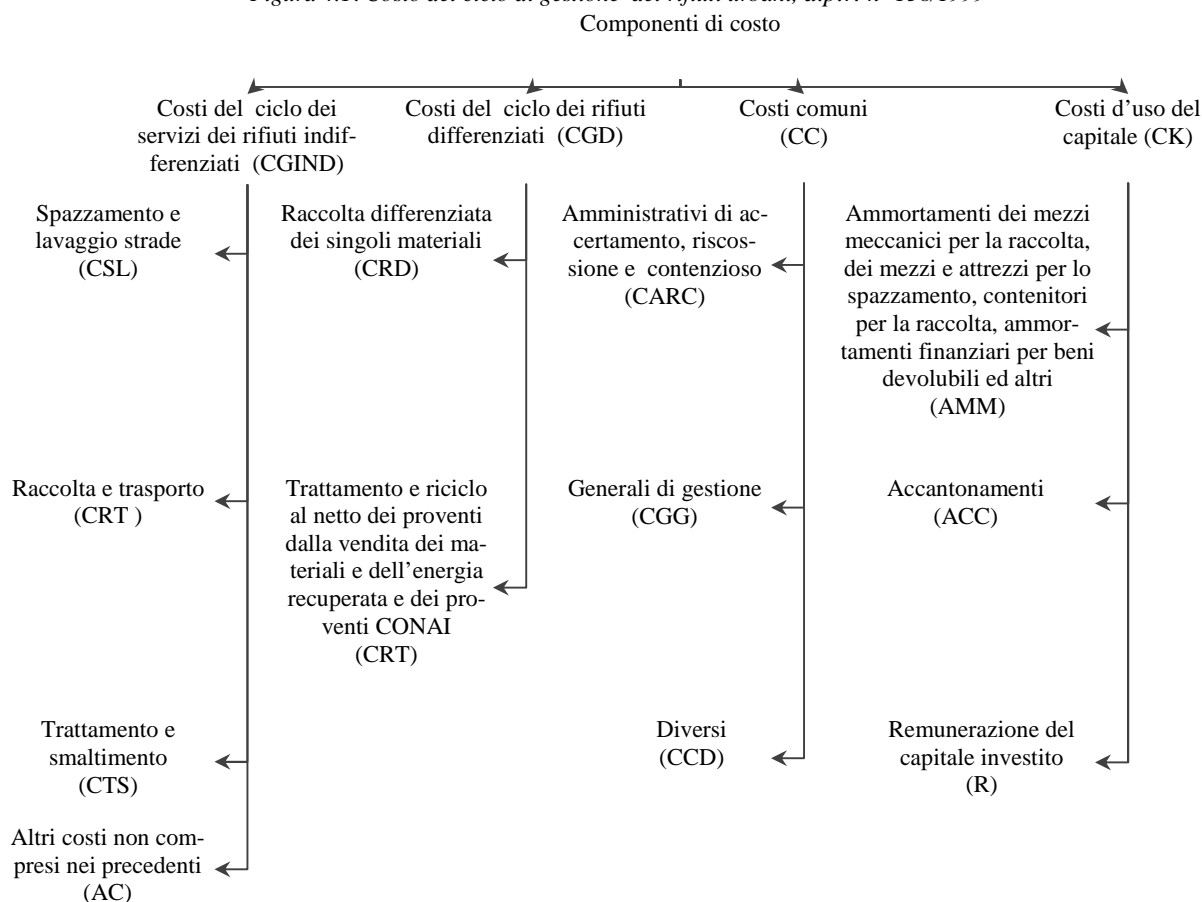 Componenti di costo
Costi del ciclo dei
servizi dei rifiuti indif-
ferenziati (CGIND)
Costi del ciclo dei rifiuti
differenziati (CGD)
Costi comuni
(CC)
Costi d'uso del
capitale (CK)
Spazzamento e
lavaggio strade
(CSL)
Raccolta differenziata
dei singoli materiali
(CRD)
Amministrativi di ac-
certamento, riscos-
sione e contenzioso
(CARC)
Ammortamenti dei mezzi
meccanici per la raccolta,
dei mezzi e attrezzi per lo
spazzamento, contenitori
per la raccolta, ammor-
tamenti finanziari per beni
devolubili ed altri
(AMM)
Raccolta e trasporto
(CRT )
Trattamento e riciclo
al netto dei proventi
dalla vendita dei ma-
teriali e dell'energia
recuperata e dei pro-
venti CONAI
(CRT)
Generali di gestione
(CGG)
Accantonamenti
(ACC)
Trattamento e
smaltimento
(CTS)
Diversi
(CCD)
Remunerazione del
capitale investito
(R)
Altri costi non com-
presi nei precedenti
(AC)